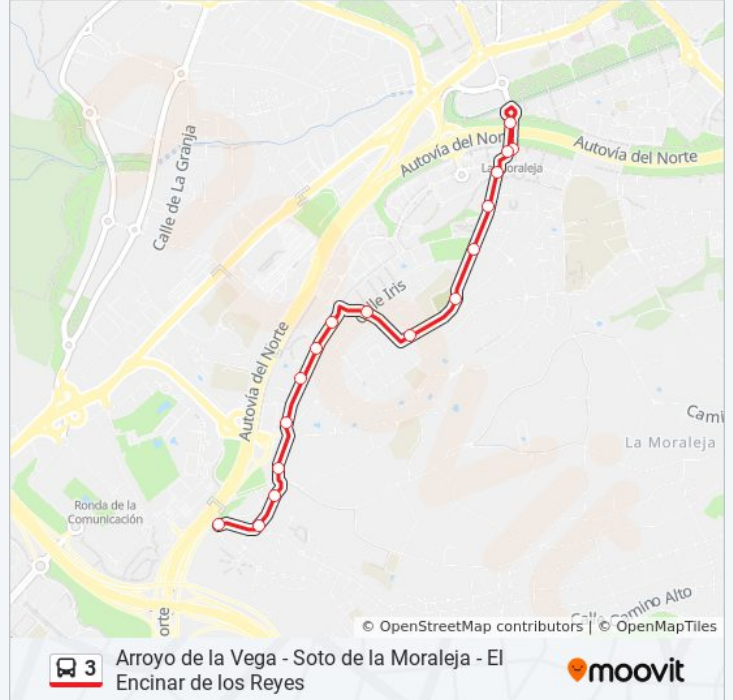 Calle de La Granja
Autovía del Nor
Autovía del Norte
La Moraleja
Calle Iris
Autovía del Norte
Cami
La Moraleja
Ronda de la
Comunicación
Calle Camino Alto
orte
© OpenStreetMap contributors | © OpenMapTiles
3
Arroyo de la Vega - Soto de la Moraleja - El
Encinar de los Reyes
moovit